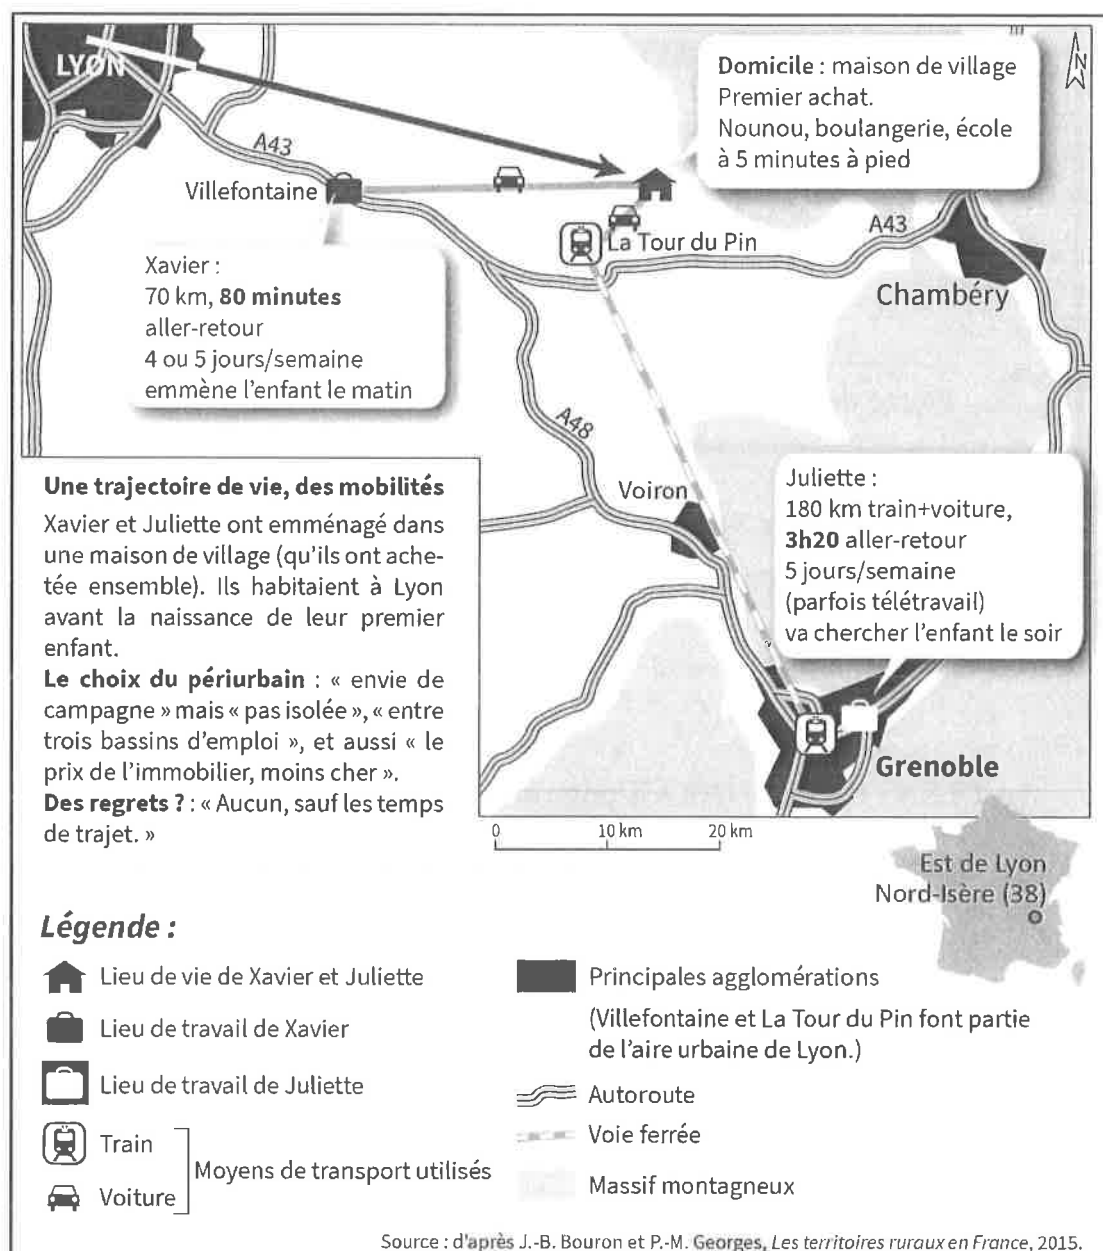 LYON
N
Domicile : maison de village
Premier achat.
Nounou, boulangerie, école
à 5 minutes à pied
A43
Villefontaine
La Tour du Pin
A43
Chambéry
Xavier :
70 km, 80 minutes
aller-retour
4 ou 5 jours/semaine
emmène l'enfant le matin
A48
Voiron
Juliette :
180 km train+voiture,
3h20 aller-retour
5 jours/semaine
(parfois télétravail)
va chercher l'enfant le soir
Grenoble
Une trajectoire de vie, des mobilités
Xavier et Juliette ont emménagé dans
une maison de village (qu'ils ont ache-
tée ensemble). Ils habitaient à Lyon
avant la naissance de leur premier
enfant.
Le choix du périurbain : « envie de
campagne » mais « pas isolée », « entre
trois bassins d'emploi », et aussi « le
prix de l'immobilier, moins cher ».
Des regrets ? : « Aucun, sauf les temps
de trajet. »
0 10 km 20 km
Est de Lyon
Nord-Isère (38)
Légende :
Lieu de vie de Xavier et Juliette
Lieu de travail de Xavier
Lieu de travail de Juliette
Train
Voiture
Moyens de transport utilisés
Principales agglomérations
(Villefontaine et La Tour du Pin font partie
de l'aire urbaine de Lyon.)
Autoroute
Voie ferrée
Massif montagneux
Source : d'après J.-B. Bouron et P.-M. Georges, Les territoires ruraux en France, 2015.